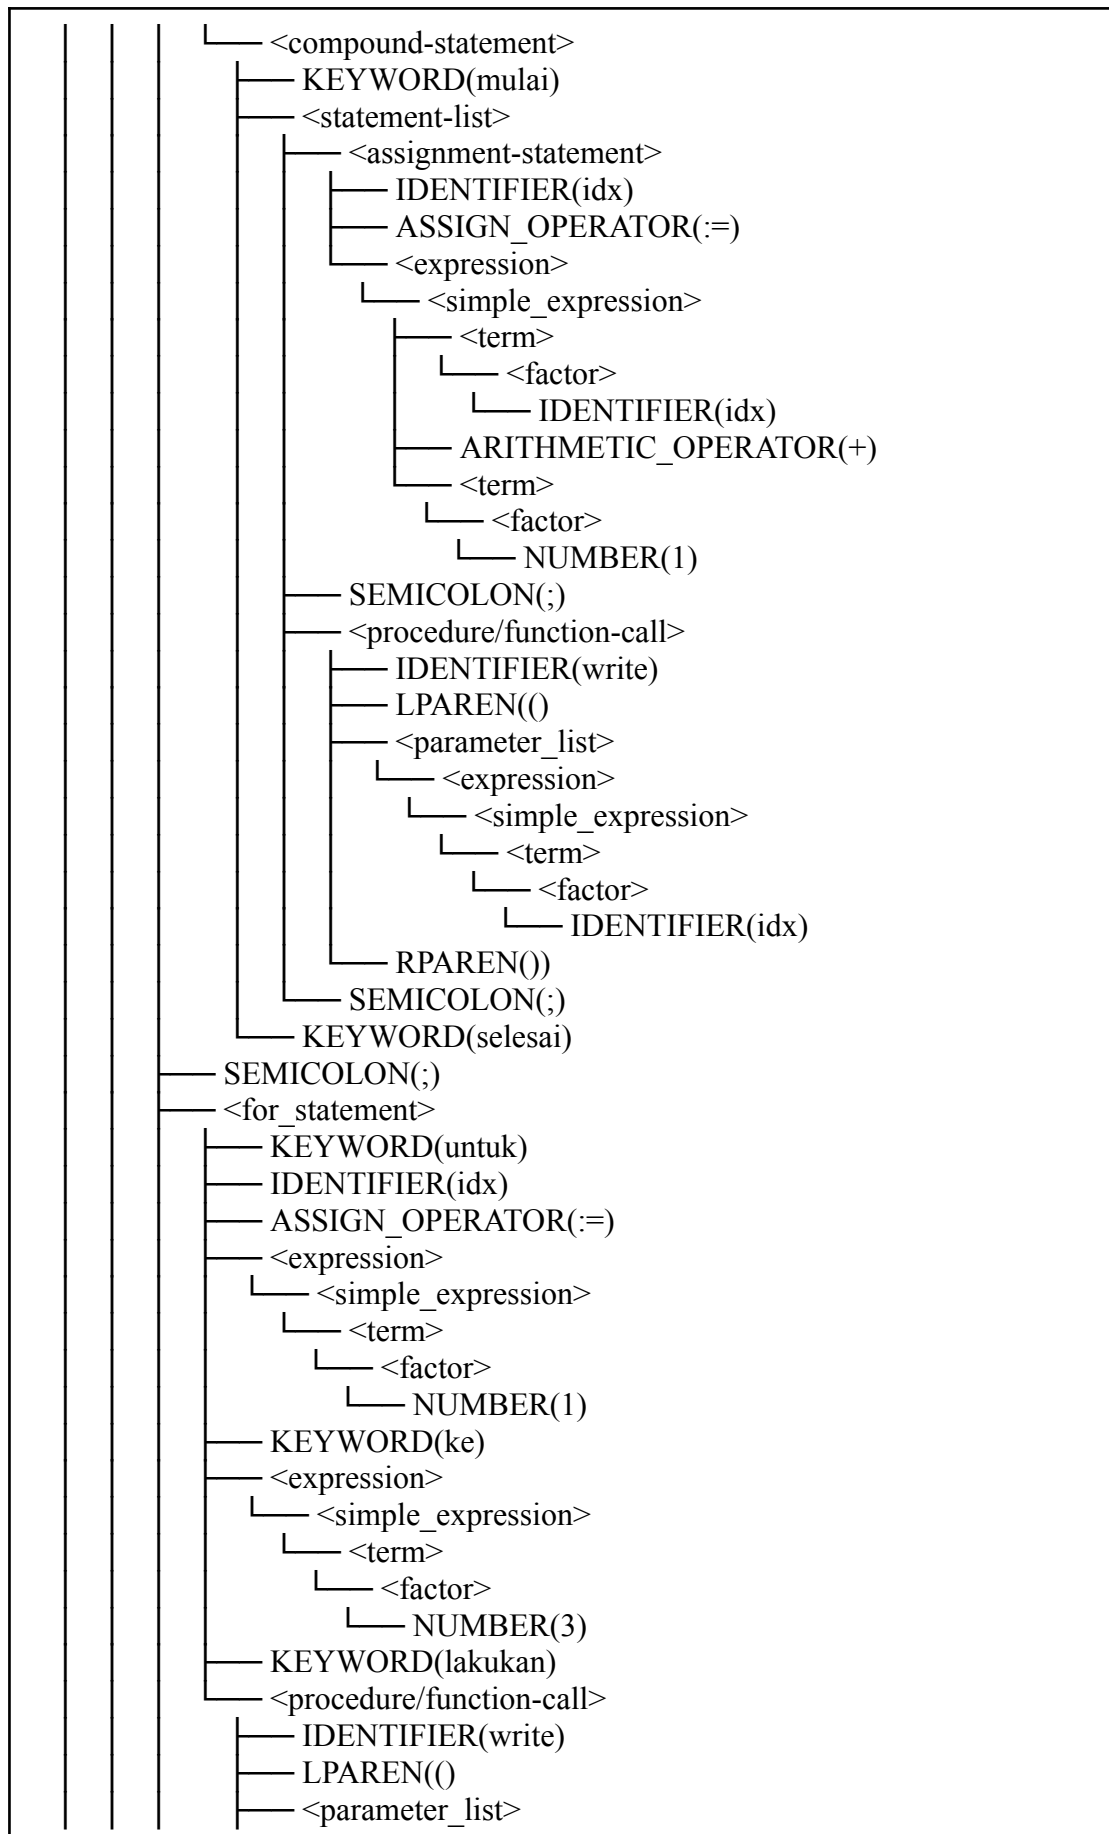 <compound-statement>
KEYWORD(mulai)
<statement-list>
<assignment-statement>
IDENTIFIER(idx)
ASSIGN_OPERATOR(:=)
<expression>
<simple_expression>
<term>
<factor>
IDENTIFIER(idx)
ARITHMETIC_OPERATOR(+)
<term>
<factor>
NUMBER(1)
SEMICOLON(;)
<procedure/function-call>
IDENTIFIER(write)
LPAREN(()
<parameter_list>
<expression>
<simple_expression>
<term>
<factor>
IDENTIFIER(idx)
RPAREN())
SEMICOLON(;)
KEYWORD(selesai)
SEMICOLON(;)
<for_statement>
KEYWORD(untuk)
IDENTIFIER(idx)
ASSIGN_OPERATOR(:=)
<expression>
<simple_expression>
<term>
<factor>
NUMBER(1)
KEYWORD(ke)
<expression>
<simple_expression>
<term>
<factor>
NUMBER(3)
KEYWORD(lakukan)
<procedure/function-call>
IDENTIFIER(write)
LPAREN(()
<parameter_list>